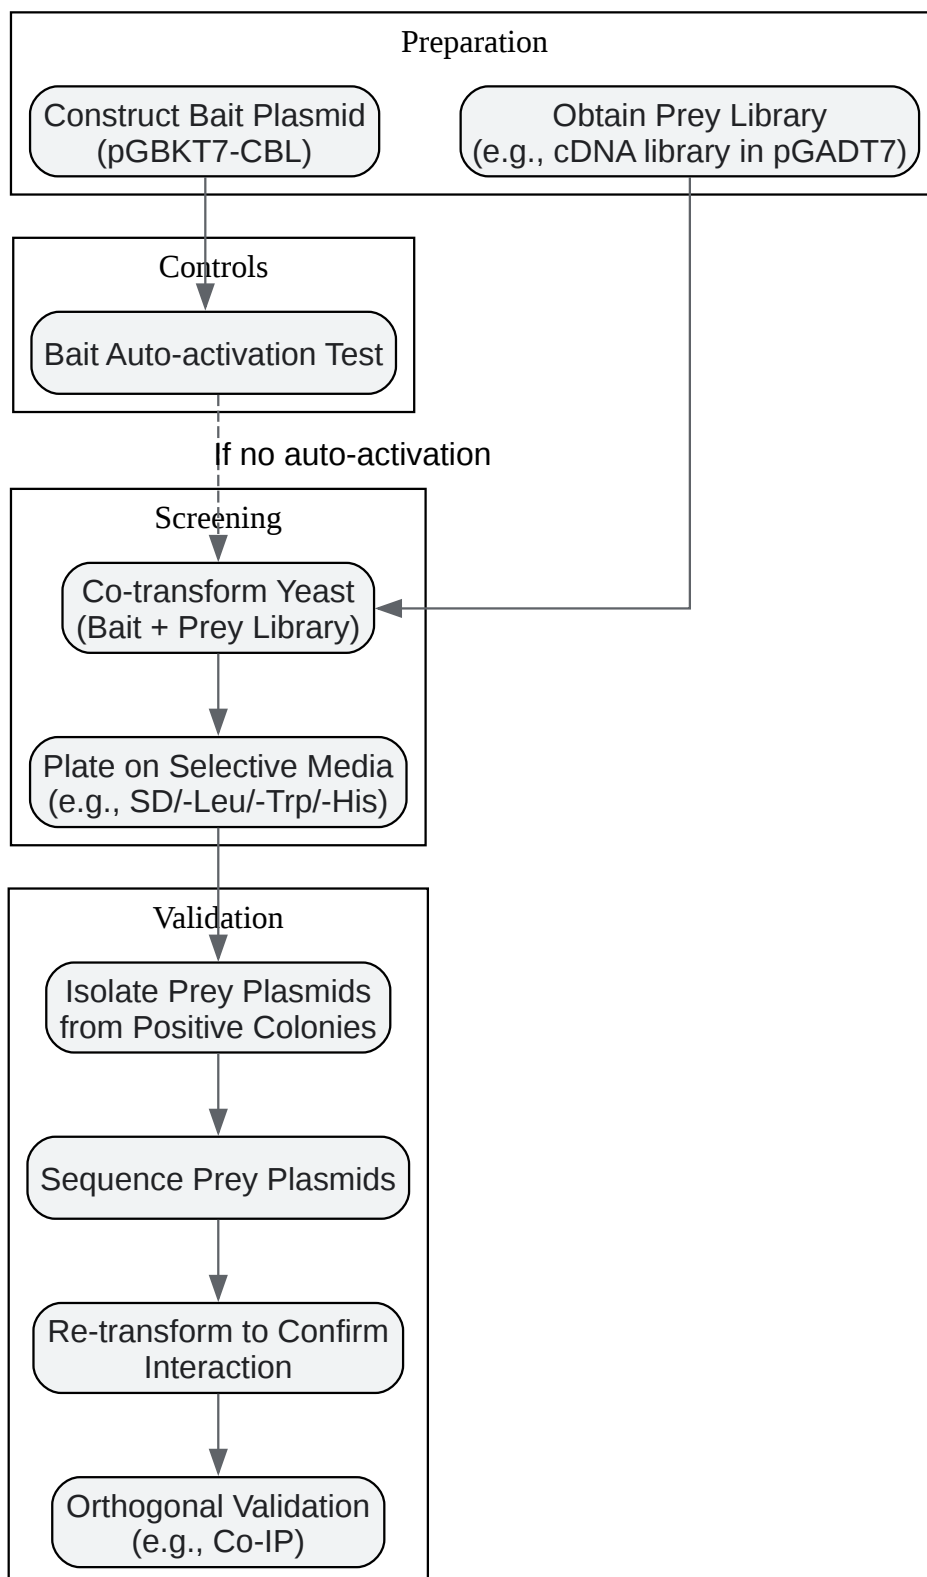 Preparation
Construct Bait Plasmid
(pGBKT7-CBL)
Obtain Prey Library
(e.g., cDNA library in pGADT7)
Controls
Bait Auto-activation Test
If no auto-activation
Screening
Co-transform Yeast
(Bait + Prey Library)
Plate on Selective Media
(e.g., SD/-Leu/-Trp/-His)
Validation
Isolate Prey Plasmids
from Positive Colonies
Sequence Prey Plasmids
Re-transform to Confirm
Interaction
Orthogonal Validation
(e.g., Co-IP)